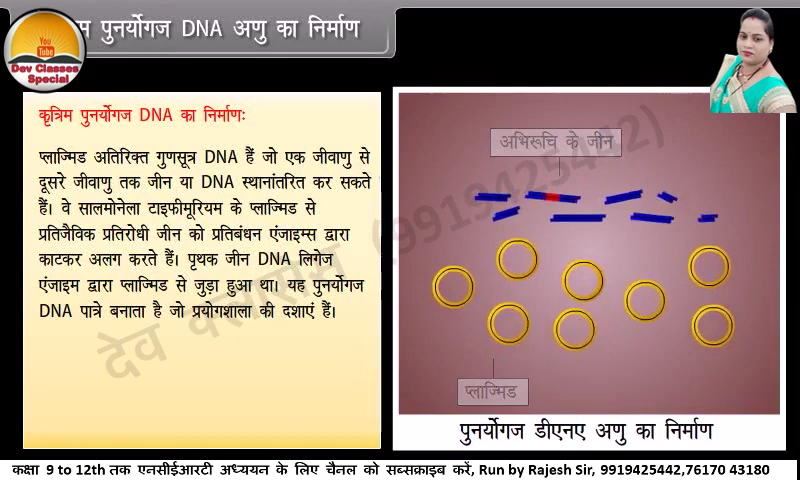 म पुनर्योगज DNA अणु का निर्माण
You
Tube
Dev Classes
Special
कृत्रिम पुनर्योगज DNA का निर्माणः
प्लाज्मिड अतिरिक्त गुणसूत्र DNA हैं जो एक जीवाणु से
दूसरे जीवाणु तक जीन या DNA स्थानांतरित कर सकते
हैं। वे सालमोनेला टाइफीमूरियम के प्लाज्मिड से
प्रतिजैविक प्रतिरोधी जीन को प्रतिबंधन एंजाइम्स द्वारा
काटकर अलग करते हैं। पृथक जीन DNA लिगेज
एंजाइम द्वारा प्लाज्मिड से जुड़ा हुआ था। यह पुनर्योगज
DNA पात्रे बनाता है जो प्रयोगशाला की दशाएं हैं।
देव क्लासेस (9919425442)
अभिरूचि के जीन
प्लाज्मिड
पुनर्योगज डीएनए अणु का निर्माण
कक्षा 9 to 12th तक एनसीईआरटी अध्ययन के लिए चैनल को सब्सक्राइब करें, Run by Rajesh Sir, 9919425442,76170 43180